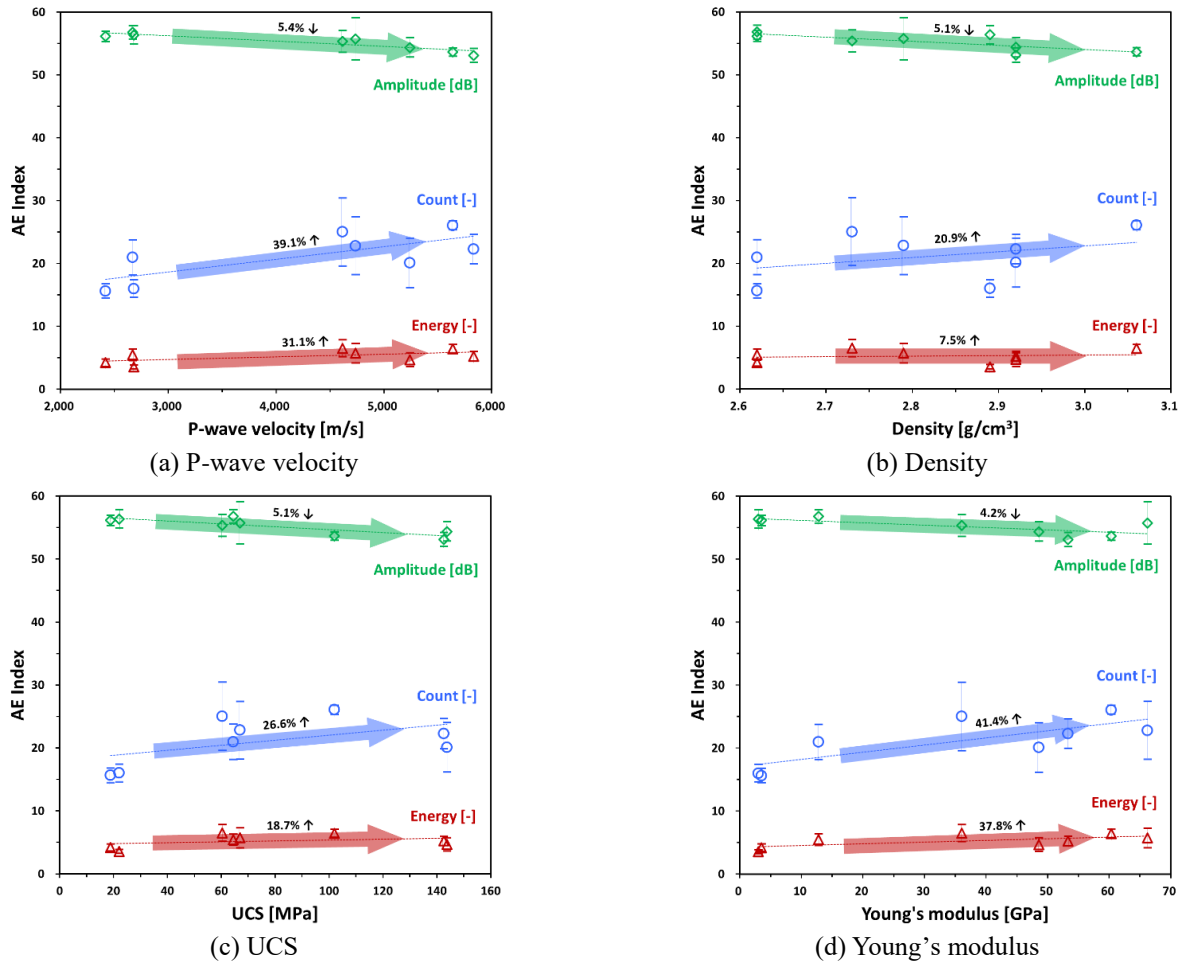 60
50
40
30
20
10
0
AE Index
5.4% ↓
Amplitude [dB]
Count [-]
39.1% ↑
Energy [-]
31.1% ↑
2,000
3,000
4,000
5,000
6,000
P-wave velocity [m/s]
(a) P-wave velocity
60
50
40
30
20
10
0
AE Index
5.1% ↓
Amplitude [dB]
Count [-]
20.9% ↑
Energy [-]
7.5% ↑
2.6
2.7
2.8
2.9
3.0
3.1
Density [g/cm³]
(b) Density
60
50
40
30
20
10
0
AE Index
5.1% ↓
Amplitude [dB]
Count [-]
26.6% ↑
Energy [-]
18.7% ↑
0
20
40
60
80
100
120
140
160
UCS [MPa]
(c) UCS
60
50
40
30
20
10
0
AE Index
4.2% ↓
Amplitude [dB]
Count [-]
41.4% ↑
Energy [-]
37.8% ↑
0
10
20
30
40
50
60
70
Young's modulus [GPa]
(d) Young’s modulus